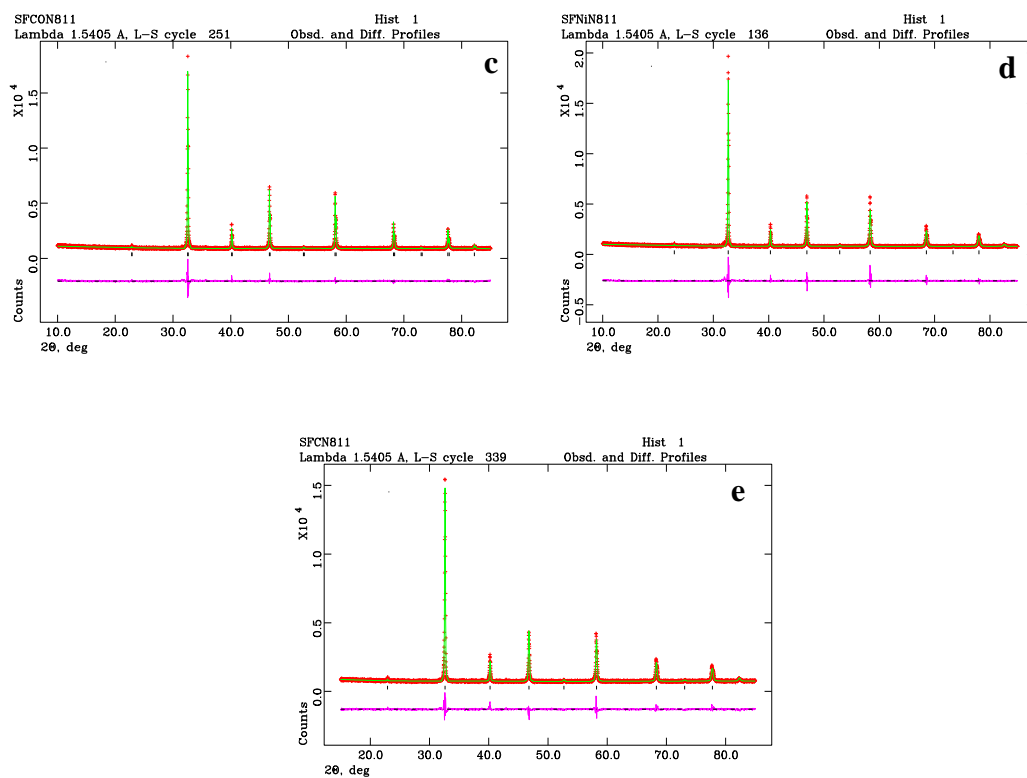 SFCON811 Hist 1
Lambda 1.5405 A, L-S cycle 251 Obsd. and Diff. Profiles
c
X10 4
1.5
1.0
0.5
0.0
Counts
10.0 20.0 30.0 40.0 50.0 60.0 70.0 80.0
2Θ, deg
SFNiN811 Hist 1
Lambda 1.5405 A, L-S cycle 136 Obsd. and Diff. Profiles
d
X10 4
2.0
1.5
1.0
0.5
0.0
−0.5
Counts
10.0 20.0 30.0 40.0 50.0 60.0 70.0 80.0
2Θ, deg
SFCN811 Hist 1
Lambda 1.5405 A, L-S cycle 339 Obsd. and Diff. Profiles
e
X10 4
1.5
1.0
0.5
0.0
Counts
20.0 30.0 40.0 50.0 60.0 70.0 80.0
2Θ, deg